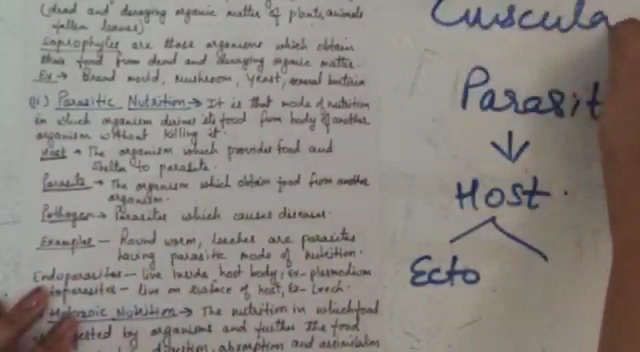 (dead and decaying organic matter of plants, animals
fallen leaves)
Saprophytes are those organisms which obtain
their food from dead and decaying organic matter.
Ex → Bread mould, Mushroom, Yeast, several bacteria
(ii) Parasitic Nutrition → It is that mode of nutrition
in which organism derives its food from body of another
organism without killing it.
Host → The organism which provides food and
shelter to parasite.
Parasite → The organism which obtain food from another
organism.
Pathogen → Parasites which causes diseases.
Examples — Round worm, leeches are parasites
having parasitic mode of nutrition.
Endoparasites — live inside host body, Ex - plasmodium
toparasites — live on surface of host, Ex - Leech.
Holozoic Nutrition → The nutrition in which food
ingested by organisms and further the food
digestion, absorption and assimilation
Cuscuta
Parasit
↓
Host.
Ecto